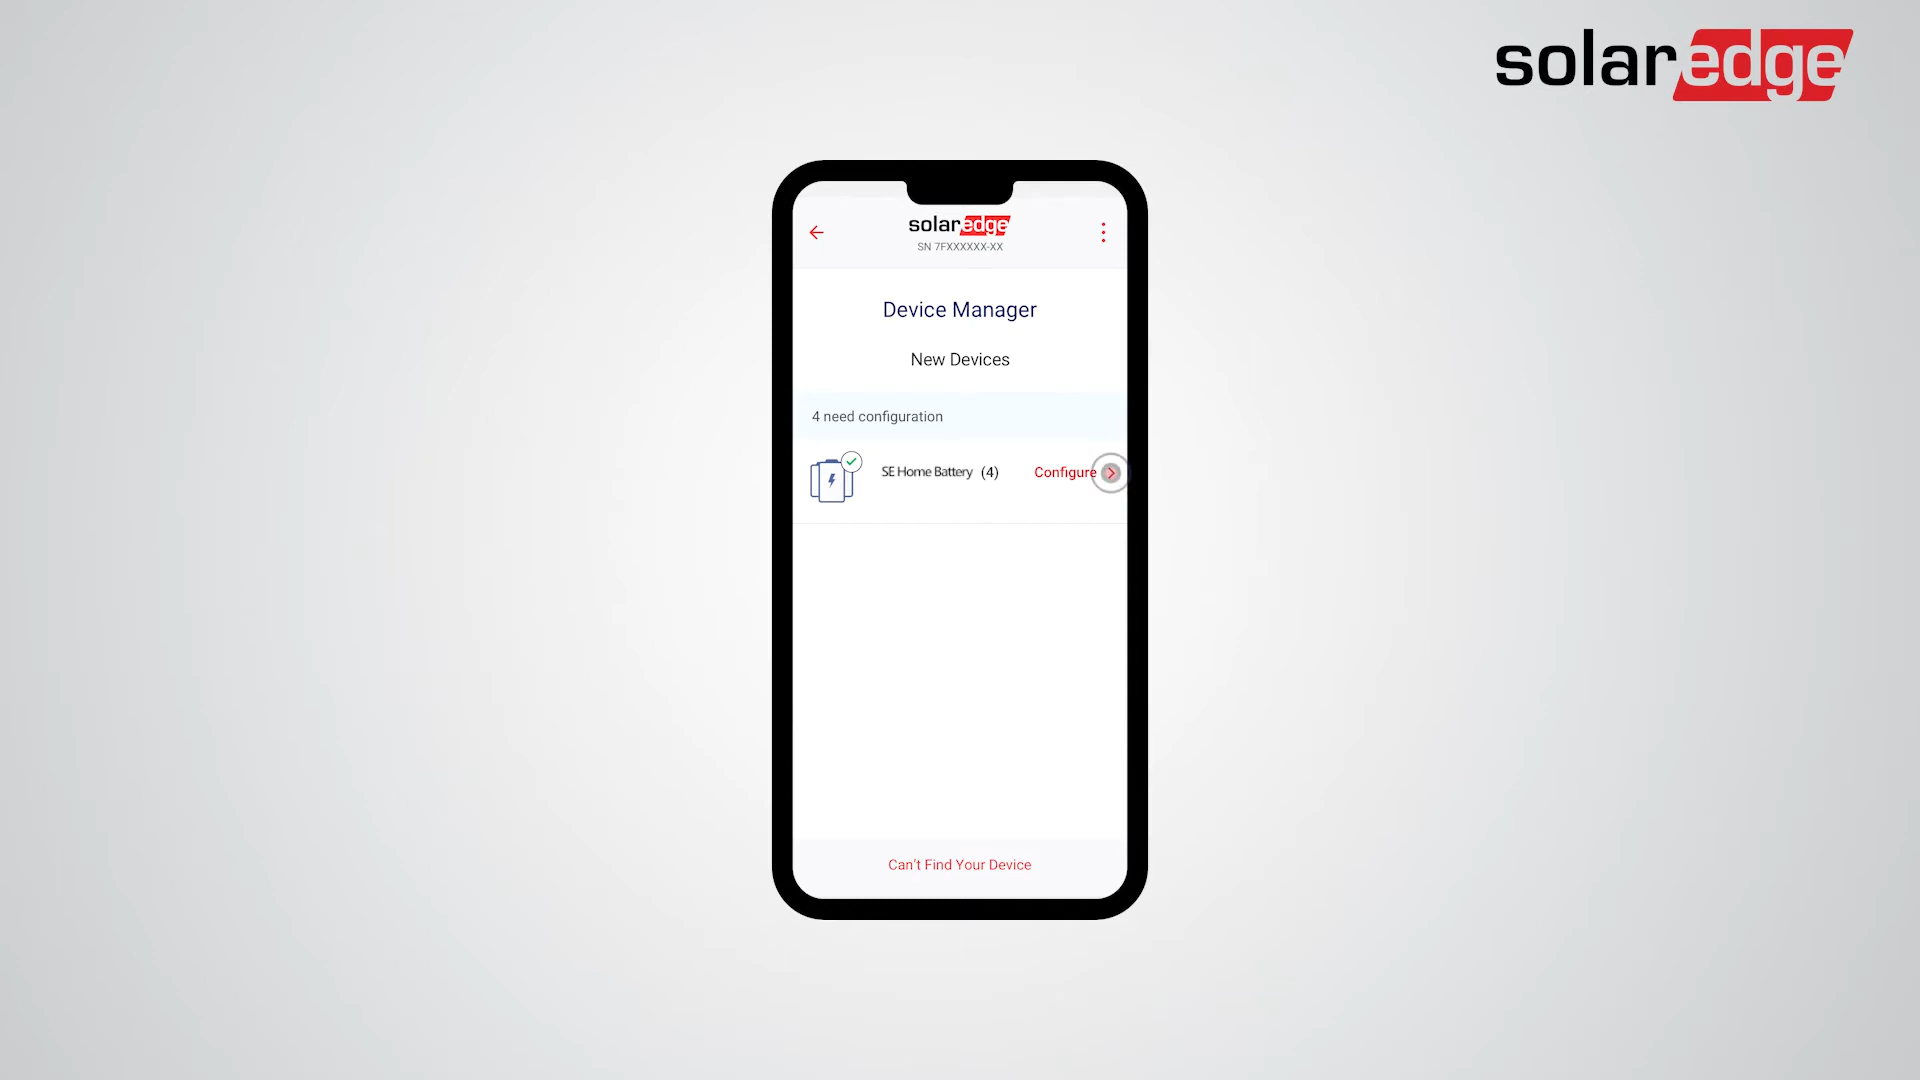 solaredge
solaredge
SN 7FXXXXXX-XX
Device Manager
New Devices
4 need configuration
SE Home Battery (4) Configure
Can't Find Your Device